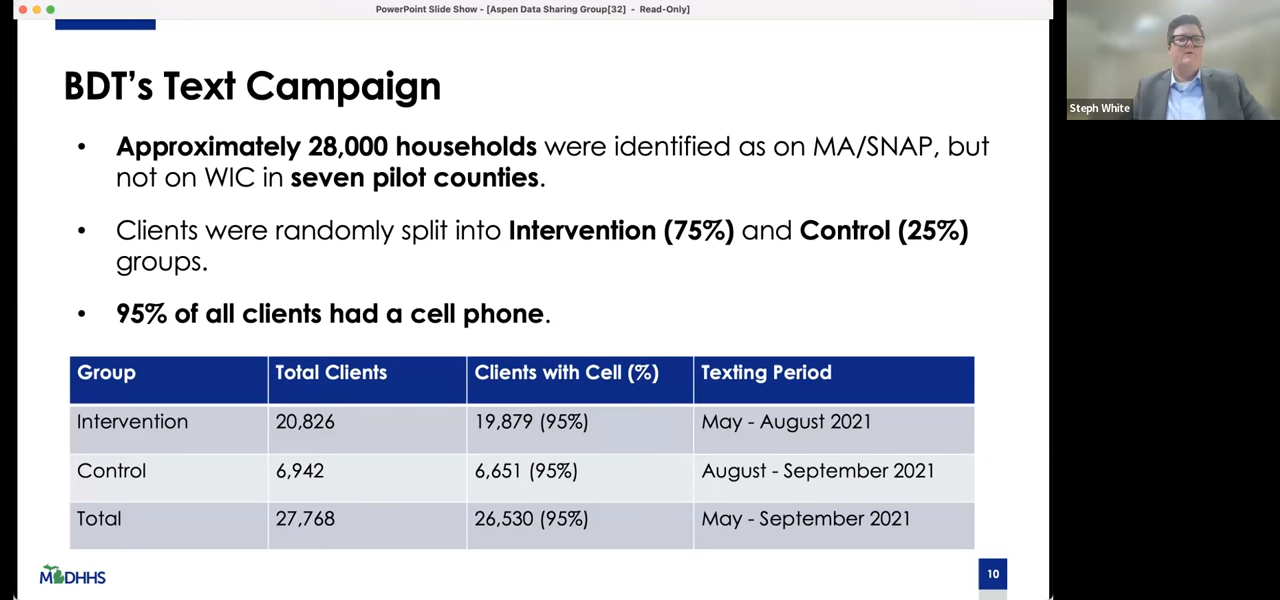 PowerPoint Slide Show - [Aspen Data Sharing Group[32] - Read-Only]
Steph White
BDT's Text Campaign
• Approximately 28,000 households were identified as on MA/SNAP, but
not on WIC in seven pilot counties.
• Clients were randomly split into Intervention (75%) and Control (25%)
groups.
• 95% of all clients had a cell phone.
Group Total Clients Clients with Cell (%) Texting Period
Intervention 20,826 19,879 (95%) May - August 2021
Control 6,942 6,651 (95%) August - September 2021
Total 27,768 26,530 (95%) May - September 2021
MDHHS
10